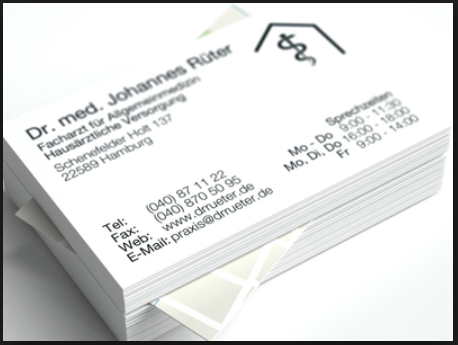 Dr. med. Johannes Rüter
Facharzt für Allgemeinmedizin
Hausärztliche Versorgung
Schenefelder Holt 137
22589 Hamburg
Tel: (040) 87 11 22
Fax: (040) 870 50 95
Web: www.drrueter.de
E-Mail: praxis@drrueter.de
Sprechzeiten
Mo - Do 9:00 - 11:30
Mo, Di, Do 16:00 - 18:00
Fr 9:00 - 14:00